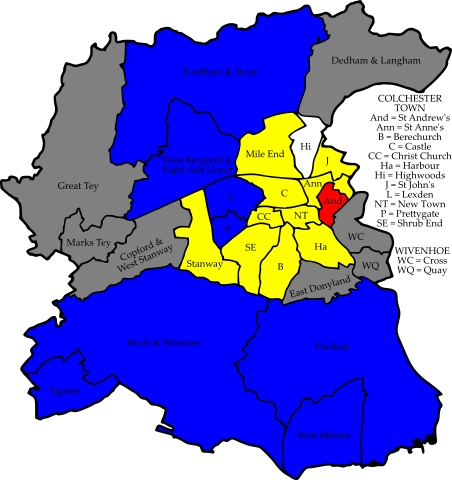 Dedham & Langham
Fordham & Stour
COLCHESTER
TOWN
And = St Andrew's
Ann = St Anne's
B = Berechurch
C = Castle
CC = Christ Church
Ha = Harbour
Hi = Highwoods
J = St John's
L = Lexden
NT = New Town
P = Prettygate
SE = Shrub End
WIVENHOE
WC = Cross
WQ = Quay
Hi
Mile End
J
West Bergholt &
Eight Ash Green
Great Tey
Ann
L
C
And
CC
NT
P
WC
Marks Tey
SE
Ha
Copford &
West Stanway
Stanway
B
WQ
East Donyland
Birch & Winstree
Pyefleet
Tiptree
West Mersea